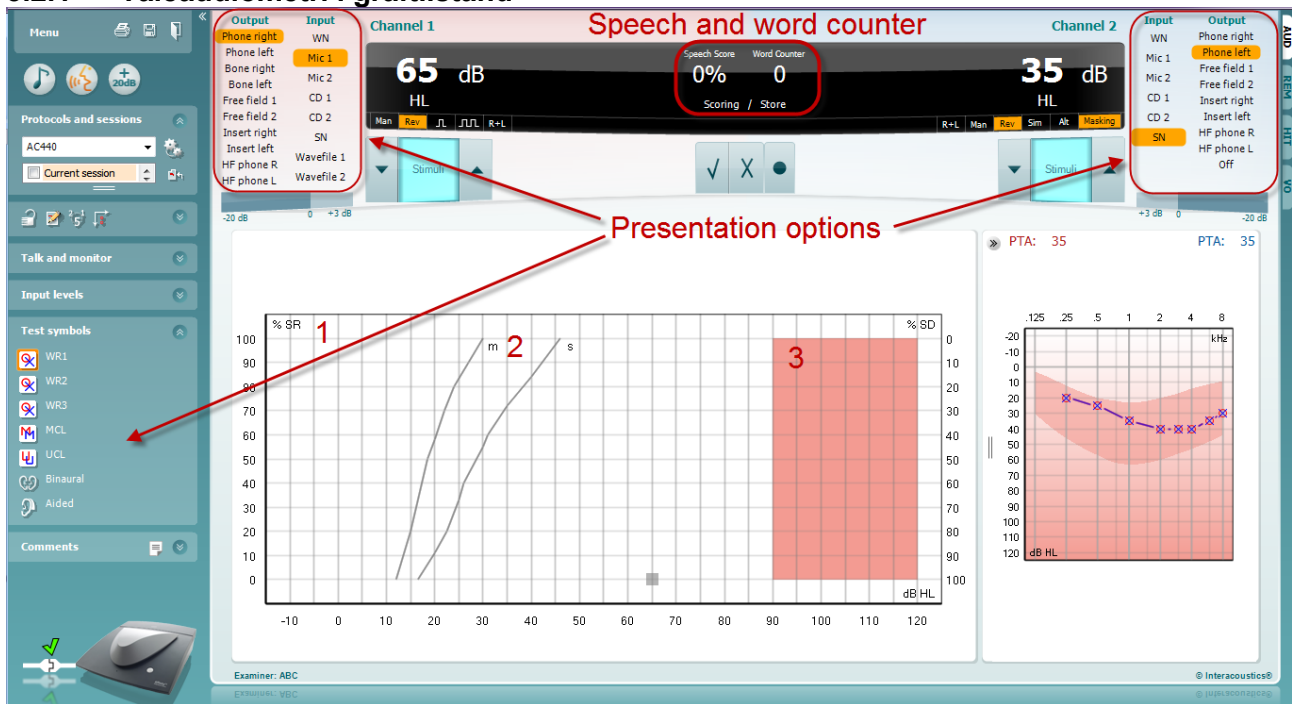 Menu
Output Input
Phone right WN
Phone left Mic 1
Bone right Mic 2
Bone left CD 1
Free field 1 CD 2
Free field 2 SN
Insert right Wavefile 1
Insert left Wavefile 2
HF phone R
HF phone L
Channel 1
Speech and word counter
Channel 2
Input Output
WN Phone right
Mic 1 Phone left
Mic 2 Free field 1
CD 1 Free field 2
CD 2 Insert right
SN Insert left
HF phone R
HF phone L
Off
65 dB
HL
Speech Score Word Counter
0% 0
Scoring / Store
35 dB
HL
Man Rev R+L
R+L Man Rev Sim Alt Masking
Stimuli
Stimuli
-20 dB 0 +3 dB
+3 dB 0 -20 dB
+20dB
Protocols and sessions
AC440
Current session
Talk and monitor
Input levels
Test symbols
WR1
WR2
WR3
MCL
UCL
Binaural
Aided
Comments
Presentation options
% SR 1
m 2 s
3
% SD
100 0
90 10
80 20
70 30
60 40
50 50
40 60
30 70
20 80
10 90
0 100
dB HL
-10 0 10 20 30 40 50 60 70 80 90 100 110 120
PTA: 35
PTA: 35
.125 .25 .5 1 2 4 8
kHz
-20
-10
0
10
20
30
40
50
60
70
80
90
100
110
120 dB HL
AUD
REM
HIT
VO
Examiner: ABC
© Interacoustics®